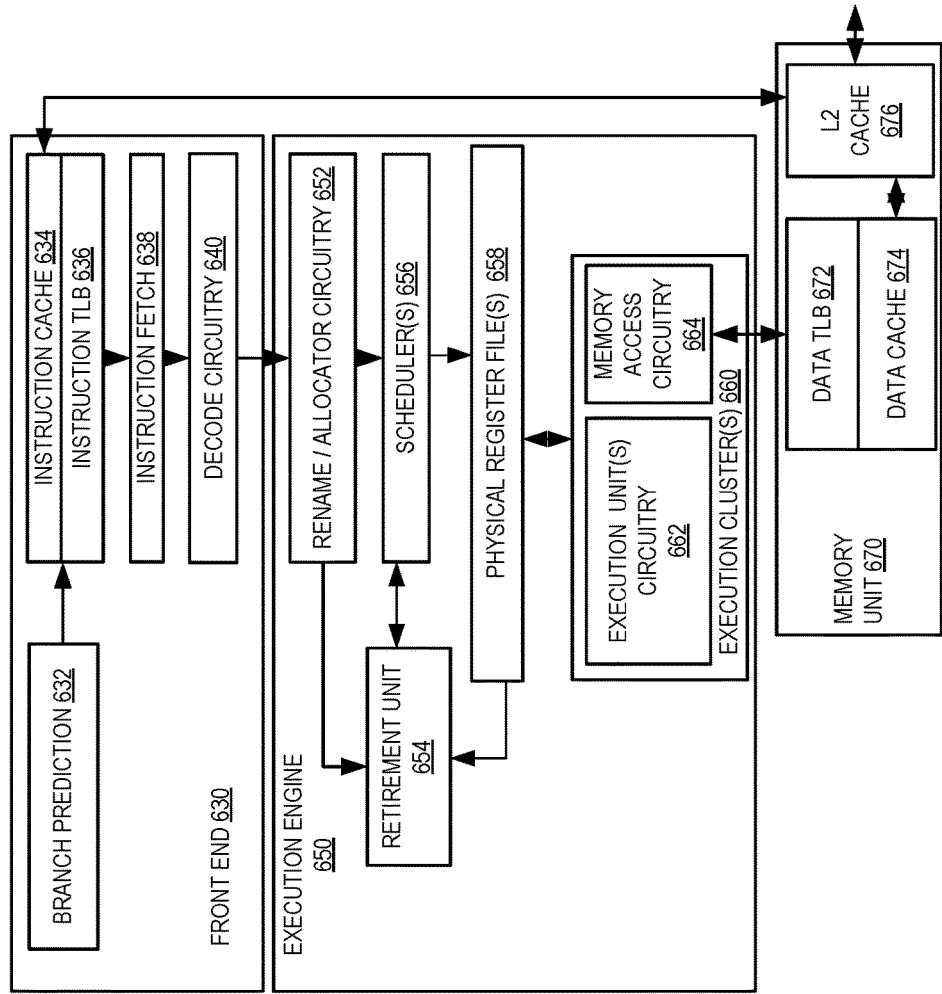 BRANCH PREDICTION 632
INSTRUCTION CACHE 634
INSTRUCTION TLB 636
INSTRUCTION FETCH 638
DECODE CIRCUITRY 640
FRONT END 630
EXECUTION ENGINE
650
RENAME / ALLOCATOR CIRCUITRY 652
RETIREMENT UNIT
654
SCHEDULER(S) 656
PHYSICAL REGISTER FILE(S) 658
EXECUTION UNIT(S)
CIRCUITRY
662
MEMORY
ACCESS
CIRCUITRY
664
EXECUTION CLUSTER(S) 660
MEMORY
UNIT 670
DATA TLB 672
DATA CACHE 674
L2
CACHE
676